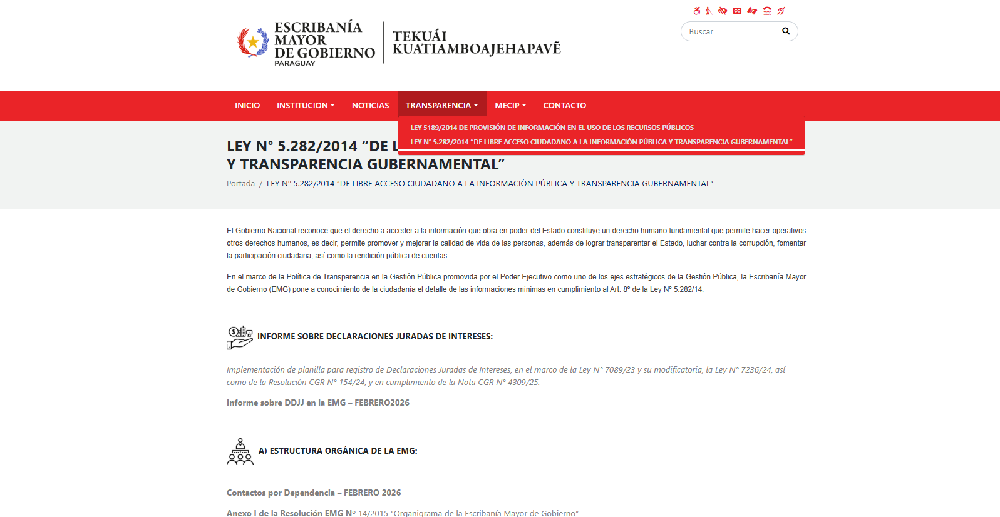 ESCRIBANÍA
MAYOR
DE GOBIERNO
PARAGUAY
TEKUÁI
KUATIAMBOAJEHAPAVẼ
Buscar
INICIO INSTITUCION NOTICIAS TRANSPARENCIA MECIP CONTACTO
LEY 5189/2014 DE PROVISIÓN DE INFORMACIÓN EN EL USO DE LOS RECURSOS PÚBLICOS
LEY N° 5.282/2014 “DE LIBRE ACCESO CIUDADANO A LA INFORMACIÓN PÚBLICA Y TRANSPARENCIA GUBERNAMENTAL”
LEY N° 5.282/2014 “DE L
Y TRANSPARENCIA GUBERNAMENTAL”
Portada / LEY N° 5.282/2014 “DE LIBRE ACCESO CIUDADANO A LA INFORMACIÓN PÚBLICA Y TRANSPARENCIA GUBERNAMENTAL”
El Gobierno Nacional reconoce que el derecho a acceder a la información que obra en poder del Estado constituye un derecho humano fundamental que permite hacer operativos
otros derechos humanos, es decir, permite promover y mejorar la calidad de vida de las personas, además de lograr transparentar el Estado, luchar contra la corrupción, fomentar
la participación ciudadana, así como la rendición pública de cuentas.
En el marco de la Política de Transparencia en la Gestión Pública promovida por el Poder Ejecutivo como uno de los ejes estratégicos de la Gestión Pública, la Escribanía Mayor
de Gobierno (EMG) pone a conocimiento de la ciudadanía el detalle de las informaciones mínimas en cumplimiento al Art. 8º de la Ley Nº 5.282/14:
INFORME SOBRE DECLARACIONES JURADAS DE INTERESES:
Implementación de planilla para registro de Declaraciones Juradas de Intereses, en el marco de la Ley N° 7089/23 y su modificatoria, la Ley N° 7236/24, así
como de la Resolución CGR N° 154/24, y en cumplimiento de la Nota CGR N° 4309/25.
Informe sobre DDJJ en la EMG – FEBRERO2026
A) ESTRUCTURA ORGÁNICA DE LA EMG:
Contactos por Dependencia – FEBRERO 2026
Anexo I de la Resolución EMG Nº 14/2015 “Organigrama de la Escribanía Mayor de Gobierno”